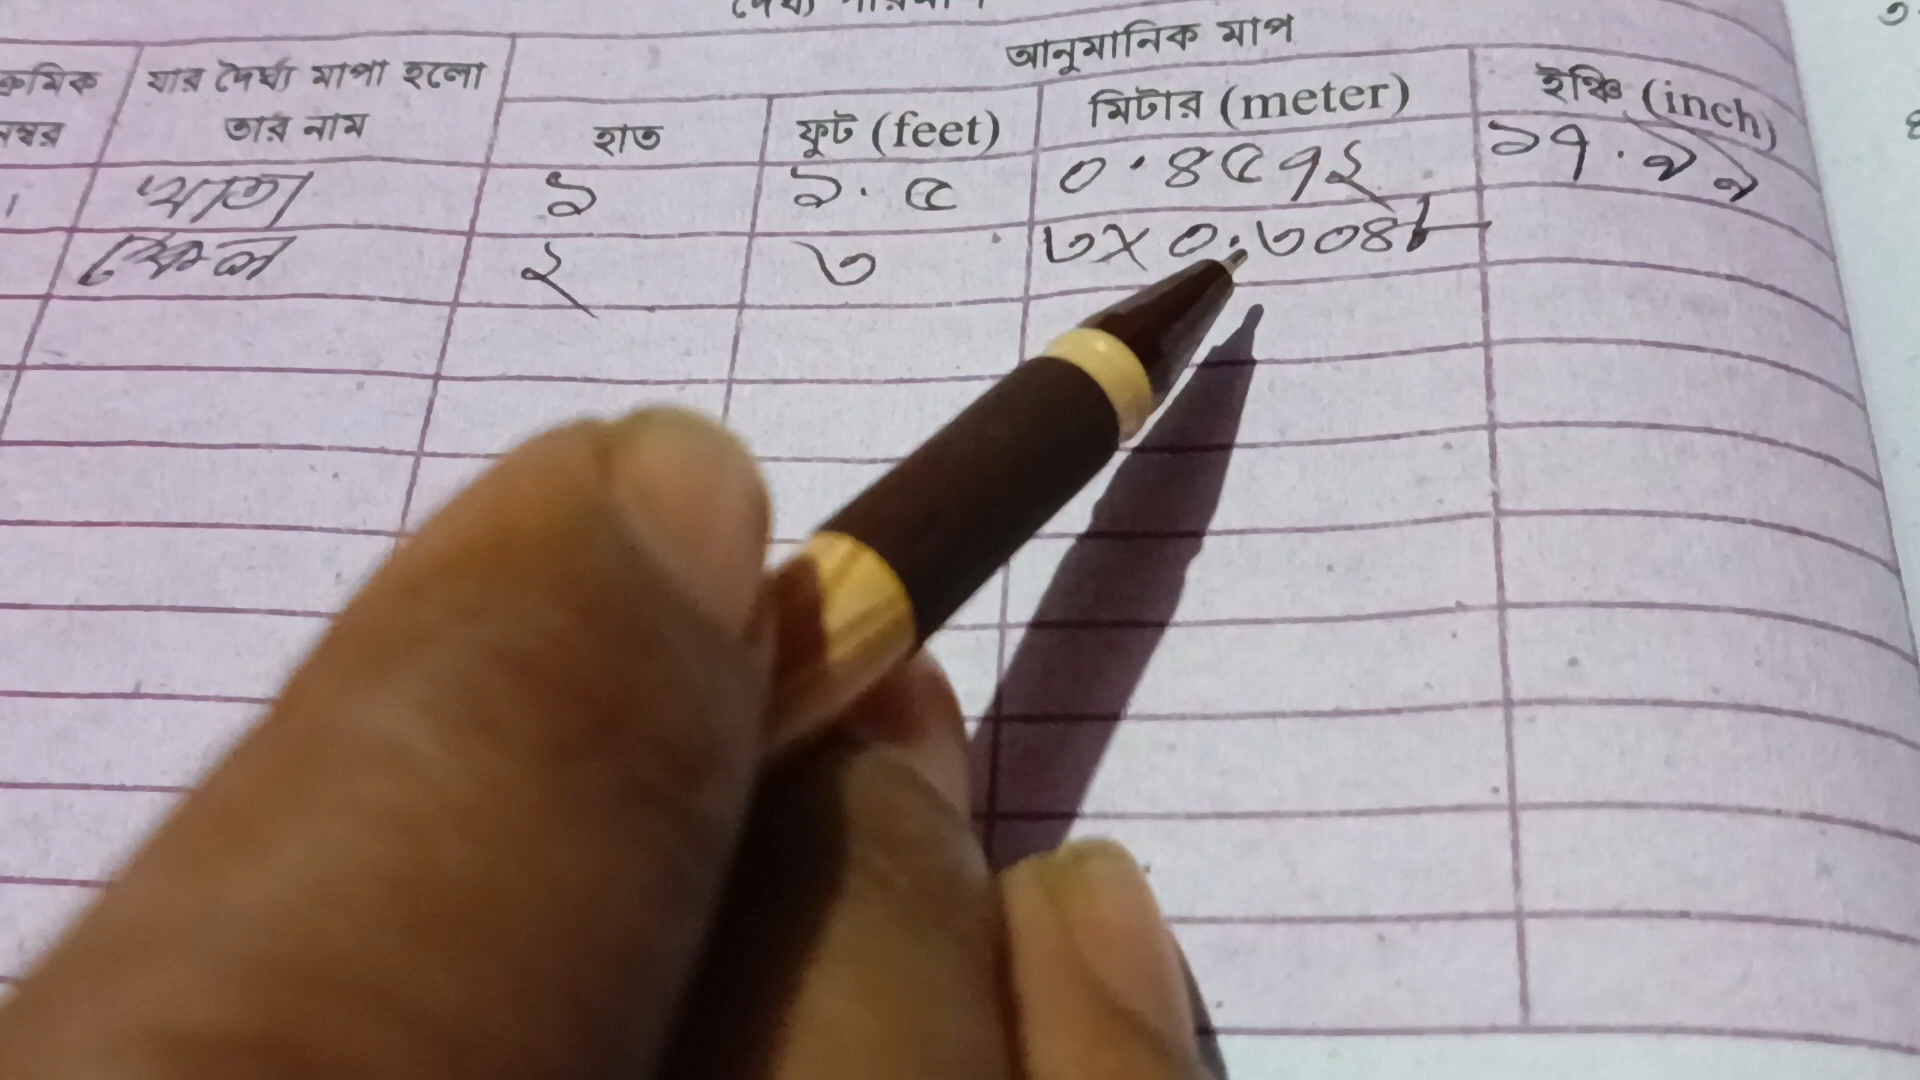 আনুমানিক মাপ
ক্রমিক নম্বর
যার দৈর্ঘ্য মাপা হলো
তার নাম
হাত
ফুট (feet)
মিটার (meter)
ইঞ্চি (inch)
১ খাতা ১ ১.৫ ০.৪৫৭২ ১৭.৯৯
স্কেল ২ ৩ ৩x০.৩০৪৮